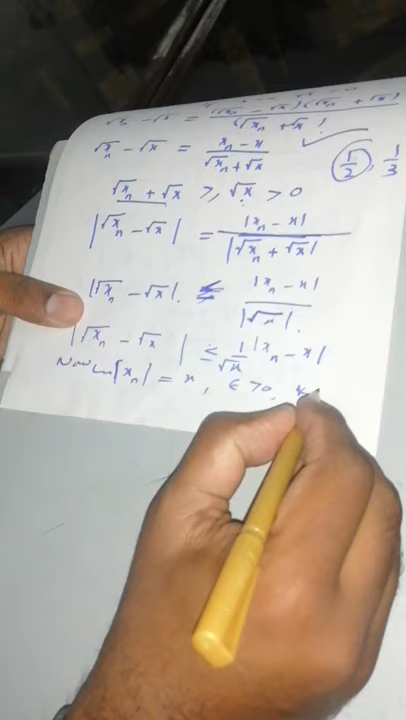 √xₙ - √x = (√xₙ - √x)(√xₙ + √x) / (√xₙ + √x)
√xₙ - √x = xₙ - x / √xₙ + √x
1/2, 1/3
√xₙ + √x ≥, √x > 0
|√xₙ - √x| = |xₙ - x| / |√xₙ + √x|
|√xₙ - √x|. ≤ |xₙ - x| / |√x|.
|√xₙ - √x| ≤ 1/√x |xₙ - x|
Now lim[xₙ] = x, ε > 0,